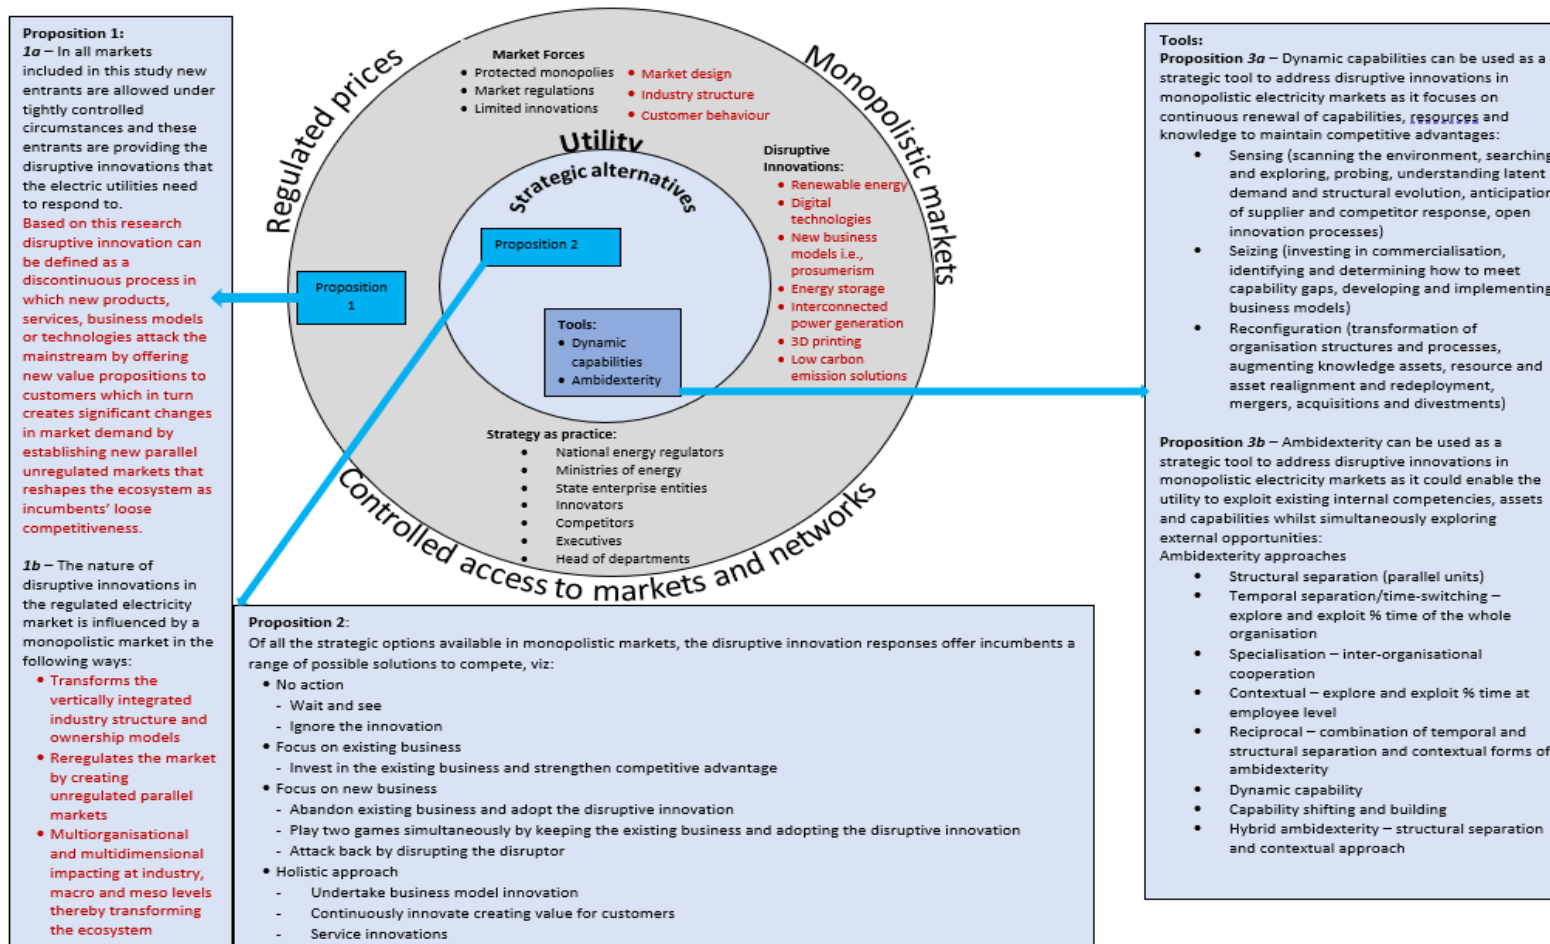 Proposition 1:
1a – In all markets
included in this study new
entrants are allowed under
tightly controlled
circumstances and these
entrants are providing the
disruptive innovations that
the electric utilities need
to respond to.
Based on this research
disruptive innovation can
be defined as a
discontinuous process in
which new products,
services, business models
or technologies attack the
mainstream by offering
new value propositions to
customers which in turn
creates significant changes
in market demand by
establishing new parallel
unregulated markets that
reshapes the ecosystem as
incumbents' loose
competitiveness.
1b – The nature of
disruptive innovations in
the regulated electricity
market is influenced by a
monopolistic market in the
following ways:
• Transforms the
vertically integrated
industry structure and
ownership models
• Reregulates the market
by creating
unregulated parallel
markets
• Multiorganisational
and multidimensional
impacting at industry,
macro and meso levels
thereby transforming
the ecosystem
Regulated prices
Monopolistic markets
Controlled access to markets and networks
Market Forces
• Protected monopolies
• Market regulations
• Limited innovations
• Market design
• Industry structure
• Customer behaviour
Utility
Strategic alternatives
Proposition 2
Proposition
1
Tools:
• Dynamic
capabilities
• Ambidexterity
Disruptive
Innovations:
• Renewable energy
• Digital
technologies
• New business
models i.e.,
prosumerism
• Energy storage
• Interconnected
power generation
• 3D printing
• Low carbon
emission solutions
Strategy as practice:
• National energy regulators
• Ministries of energy
• State enterprise entities
• Innovators
• Competitors
• Executives
• Head of departments
Proposition 2:
Of all the strategic options available in monopolistic markets, the disruptive innovation responses offer incumbents a
range of possible solutions to compete, viz:
• No action
- Wait and see
- Ignore the innovation
• Focus on existing business
- Invest in the existing business and strengthen competitive advantage
• Focus on new business
- Abandon existing business and adopt the disruptive innovation
- Play two games simultaneously by keeping the existing business and adopting the disruptive innovation
- Attack back by disrupting the disruptor
• Holistic approach
- Undertake business model innovation
- Continuously innovate creating value for customers
- Service innovations
Tools:
Proposition 3a – Dynamic capabilities can be used as a
strategic tool to address disruptive innovations in
monopolistic electricity markets as it focuses on
continuous renewal of capabilities, resources and
knowledge to maintain competitive advantages:
• Sensing (scanning the environment, searching
and exploring, probing, understanding latent
demand and structural evolution, anticipation
of supplier and competitor response, open
innovation processes)
• Seizing (investing in commercialisation,
identifying and determining how to meet
capability gaps, developing and implementing
business models)
• Reconfiguration (transformation of
organisation structures and processes,
augmenting knowledge assets, resource and
asset realignment and redeployment,
mergers, acquisitions and divestments)
Proposition 3b – Ambidexterity can be used as a
strategic tool to address disruptive innovations in
monopolistic electricity markets as it could enable the
utility to exploit existing internal competencies, assets
and capabilities whilst simultaneously exploring
external opportunities:
Ambidexterity approaches
• Structural separation (parallel units)
• Temporal separation/time-switching –
explore and exploit % time of the whole
organisation
• Specialisation – inter-organisational
cooperation
• Contextual – explore and exploit % time at
employee level
• Reciprocal – combination of temporal and
structural separation and contextual forms of
ambidexterity
• Dynamic capability
• Capability shifting and building
• Hybrid ambidexterity – structural separation
and contextual approach